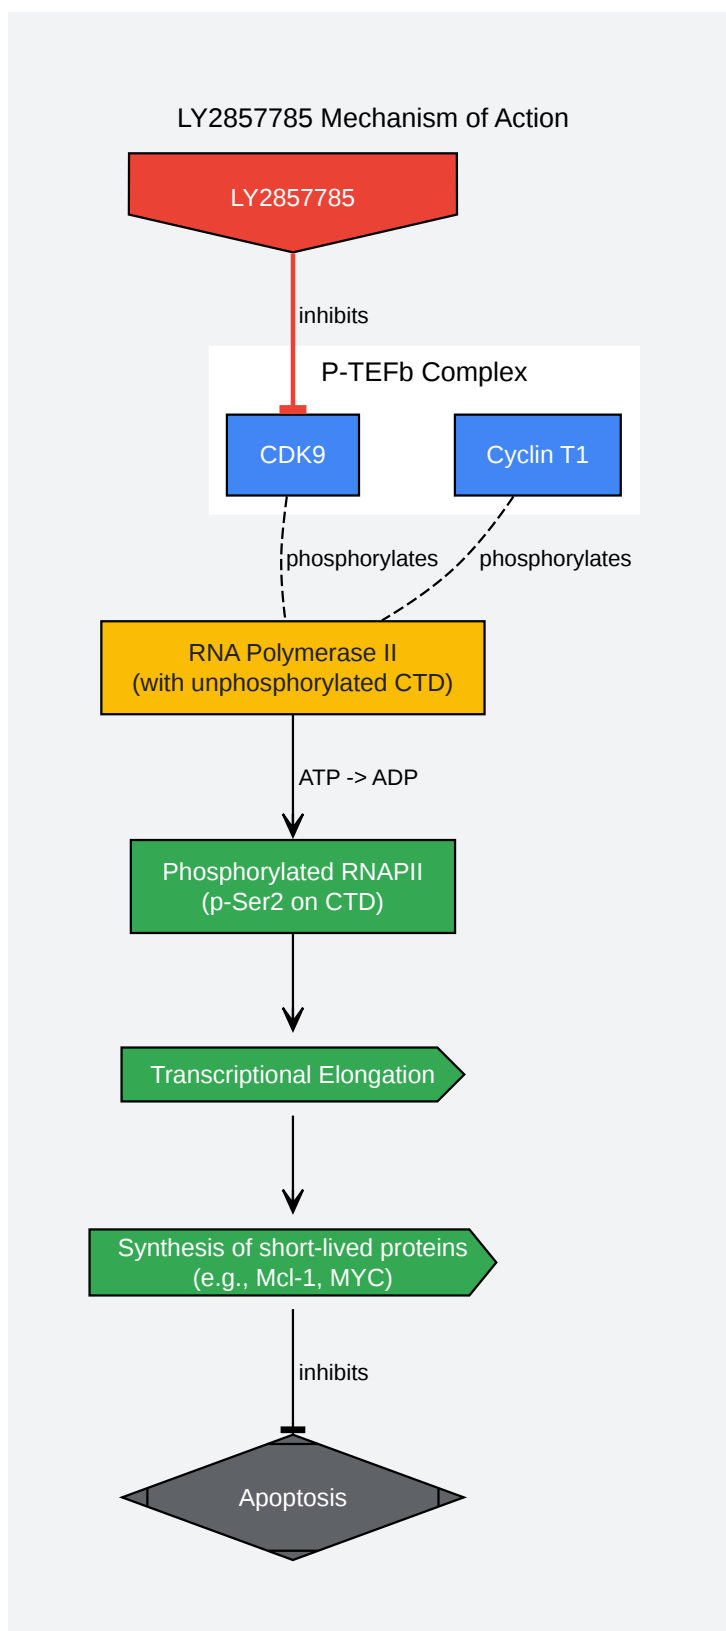 LY2857785 Mechanism of Action
LY2857785
inhibits
P-TEFb Complex
CDK9
Cyclin T1
phosphorylates
phosphorylates
RNA Polymerase II
(with unphosphorylated CTD)
ATP -> ADP
Phosphorylated RNAPII
(p-Ser2 on CTD)
Transcriptional Elongation
Synthesis of short-lived proteins
(e.g., Mcl-1, MYC)
inhibits
Apoptosis